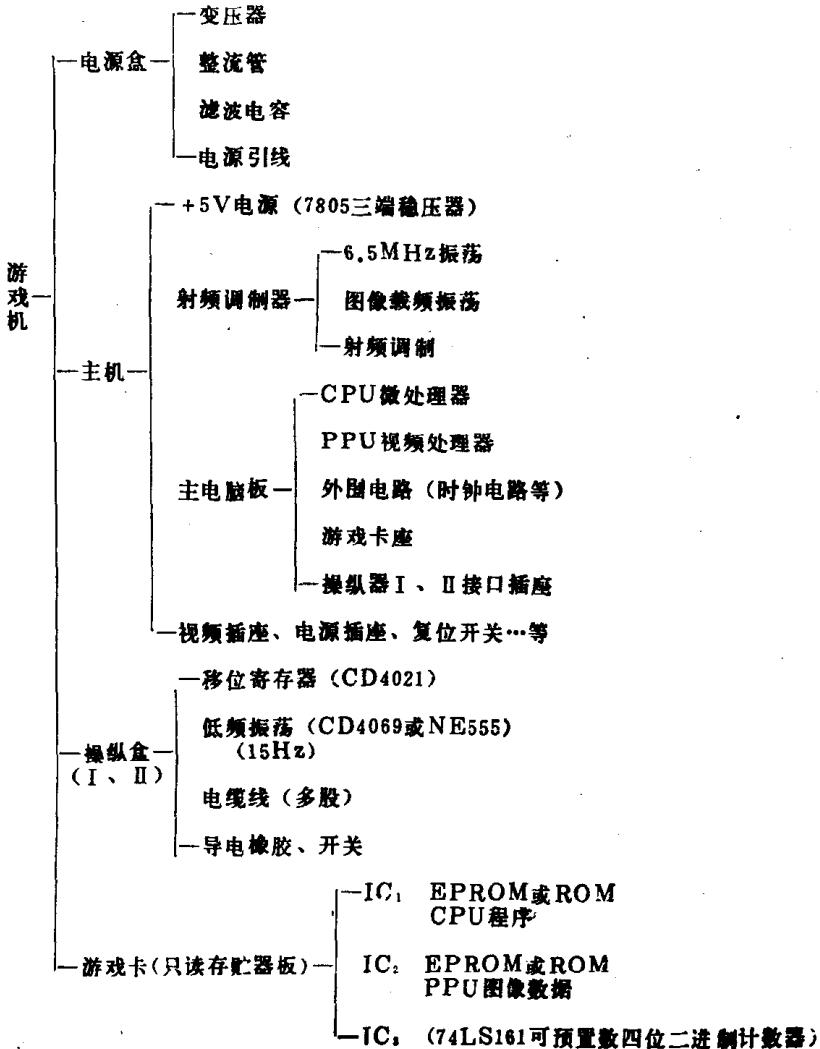 变压器
电源盒
整流管
滤波电容
电源引线
+5V电源（7805三端稳压器）
6.5MHz振荡
游戏机
射频调制器
图像载频振荡
射频调制
主机
CPU微处理器
PPU视频处理器
主电脑板
外围电路（时钟电路等）
游戏卡座
操纵器Ⅰ、Ⅱ接口插座
视频插座、电源插座、复位开关…等
移位寄存器（CD4021）
低频振荡（CD4069或NE555）
（15Hz）
操纵盒
（Ⅰ、Ⅱ）
电缆线（多股）
导电橡胶、开关
IC₁ EPROM或ROM
CPU程序
游戏卡(只读存贮器板)
IC₂ EPROM或ROM
PPU图像数据
IC₃ (74LS161可预置数四位二进制计数器)